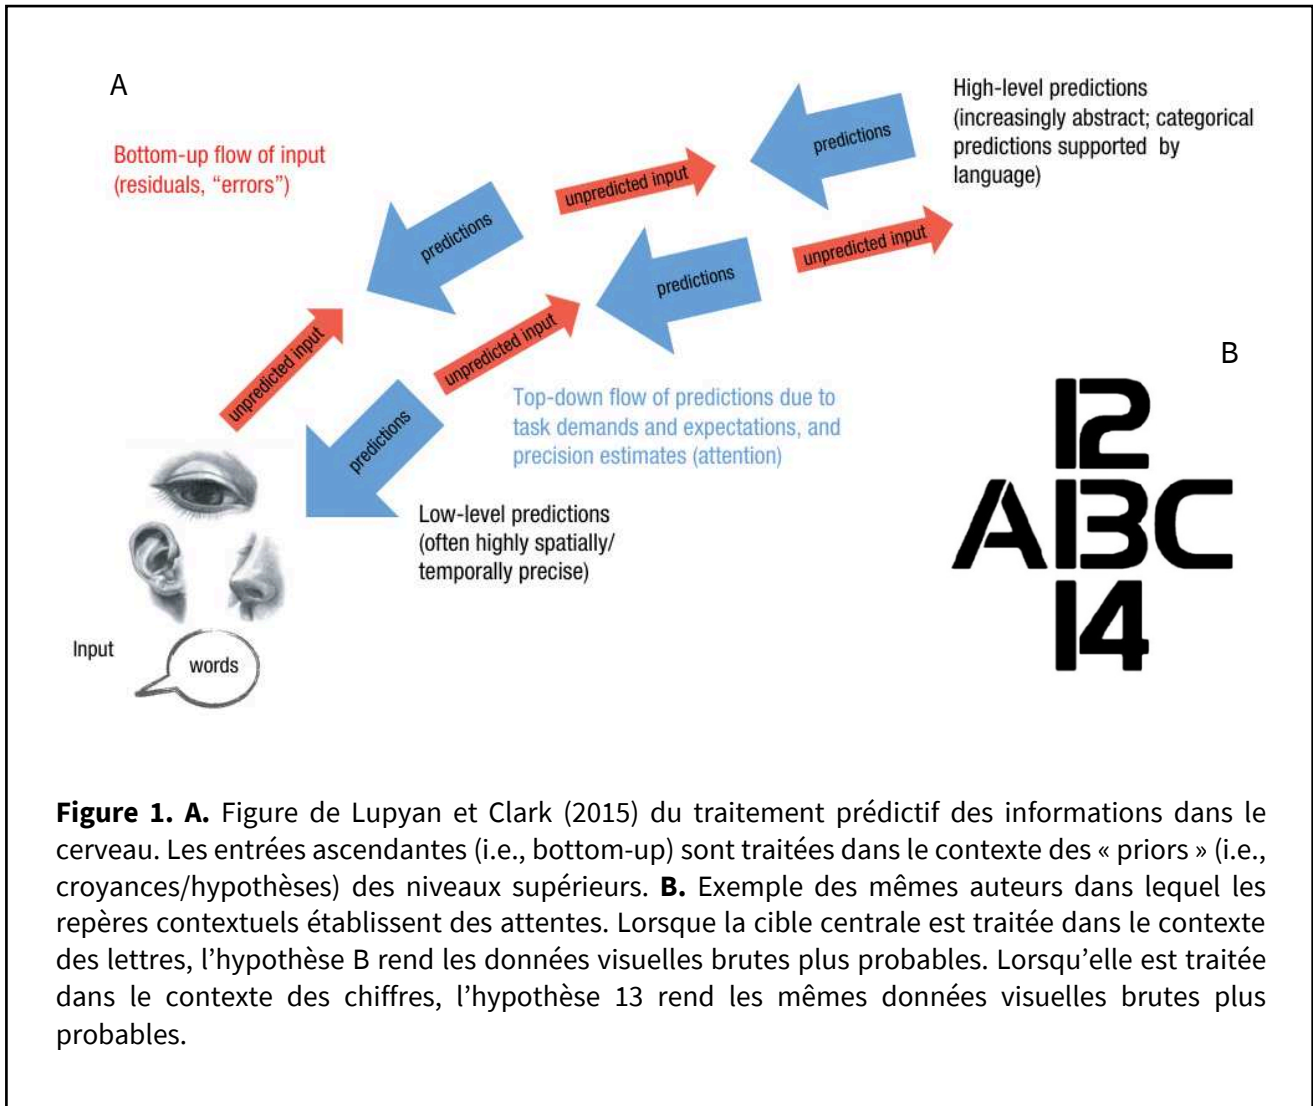 A
Bottom-up flow of input
(residuals, “errors”)
High-level predictions
(increasingly abstract; categorical
predictions supported by
language)
predictions
unpredicted input
predictions
unpredicted input
predictions
unpredicted input
unpredicted input
predictions
Top-down flow of predictions due to
task demands and expectations, and
precision estimates (attention)
Low-level predictions
(often highly spatially/
temporally precise)
Input
words
B
12
ABC
14
Figure 1. A. Figure de Lupyan et Clark (2015) du traitement prédictif des informations dans le
cerveau. Les entrées ascendantes (i.e., bottom-up) sont traitées dans le contexte des « priors » (i.e.,
croyances/hypothèses) des niveaux supérieurs. B. Exemple des mêmes auteurs dans lequel les
repères contextuels établissent des attentes. Lorsque la cible centrale est traitée dans le contexte
des lettres, l’hypothèse B rend les données visuelles brutes plus probables. Lorsqu’elle est traitée
dans le contexte des chiffres, l’hypothèse 13 rend les mêmes données visuelles brutes plus
probables.